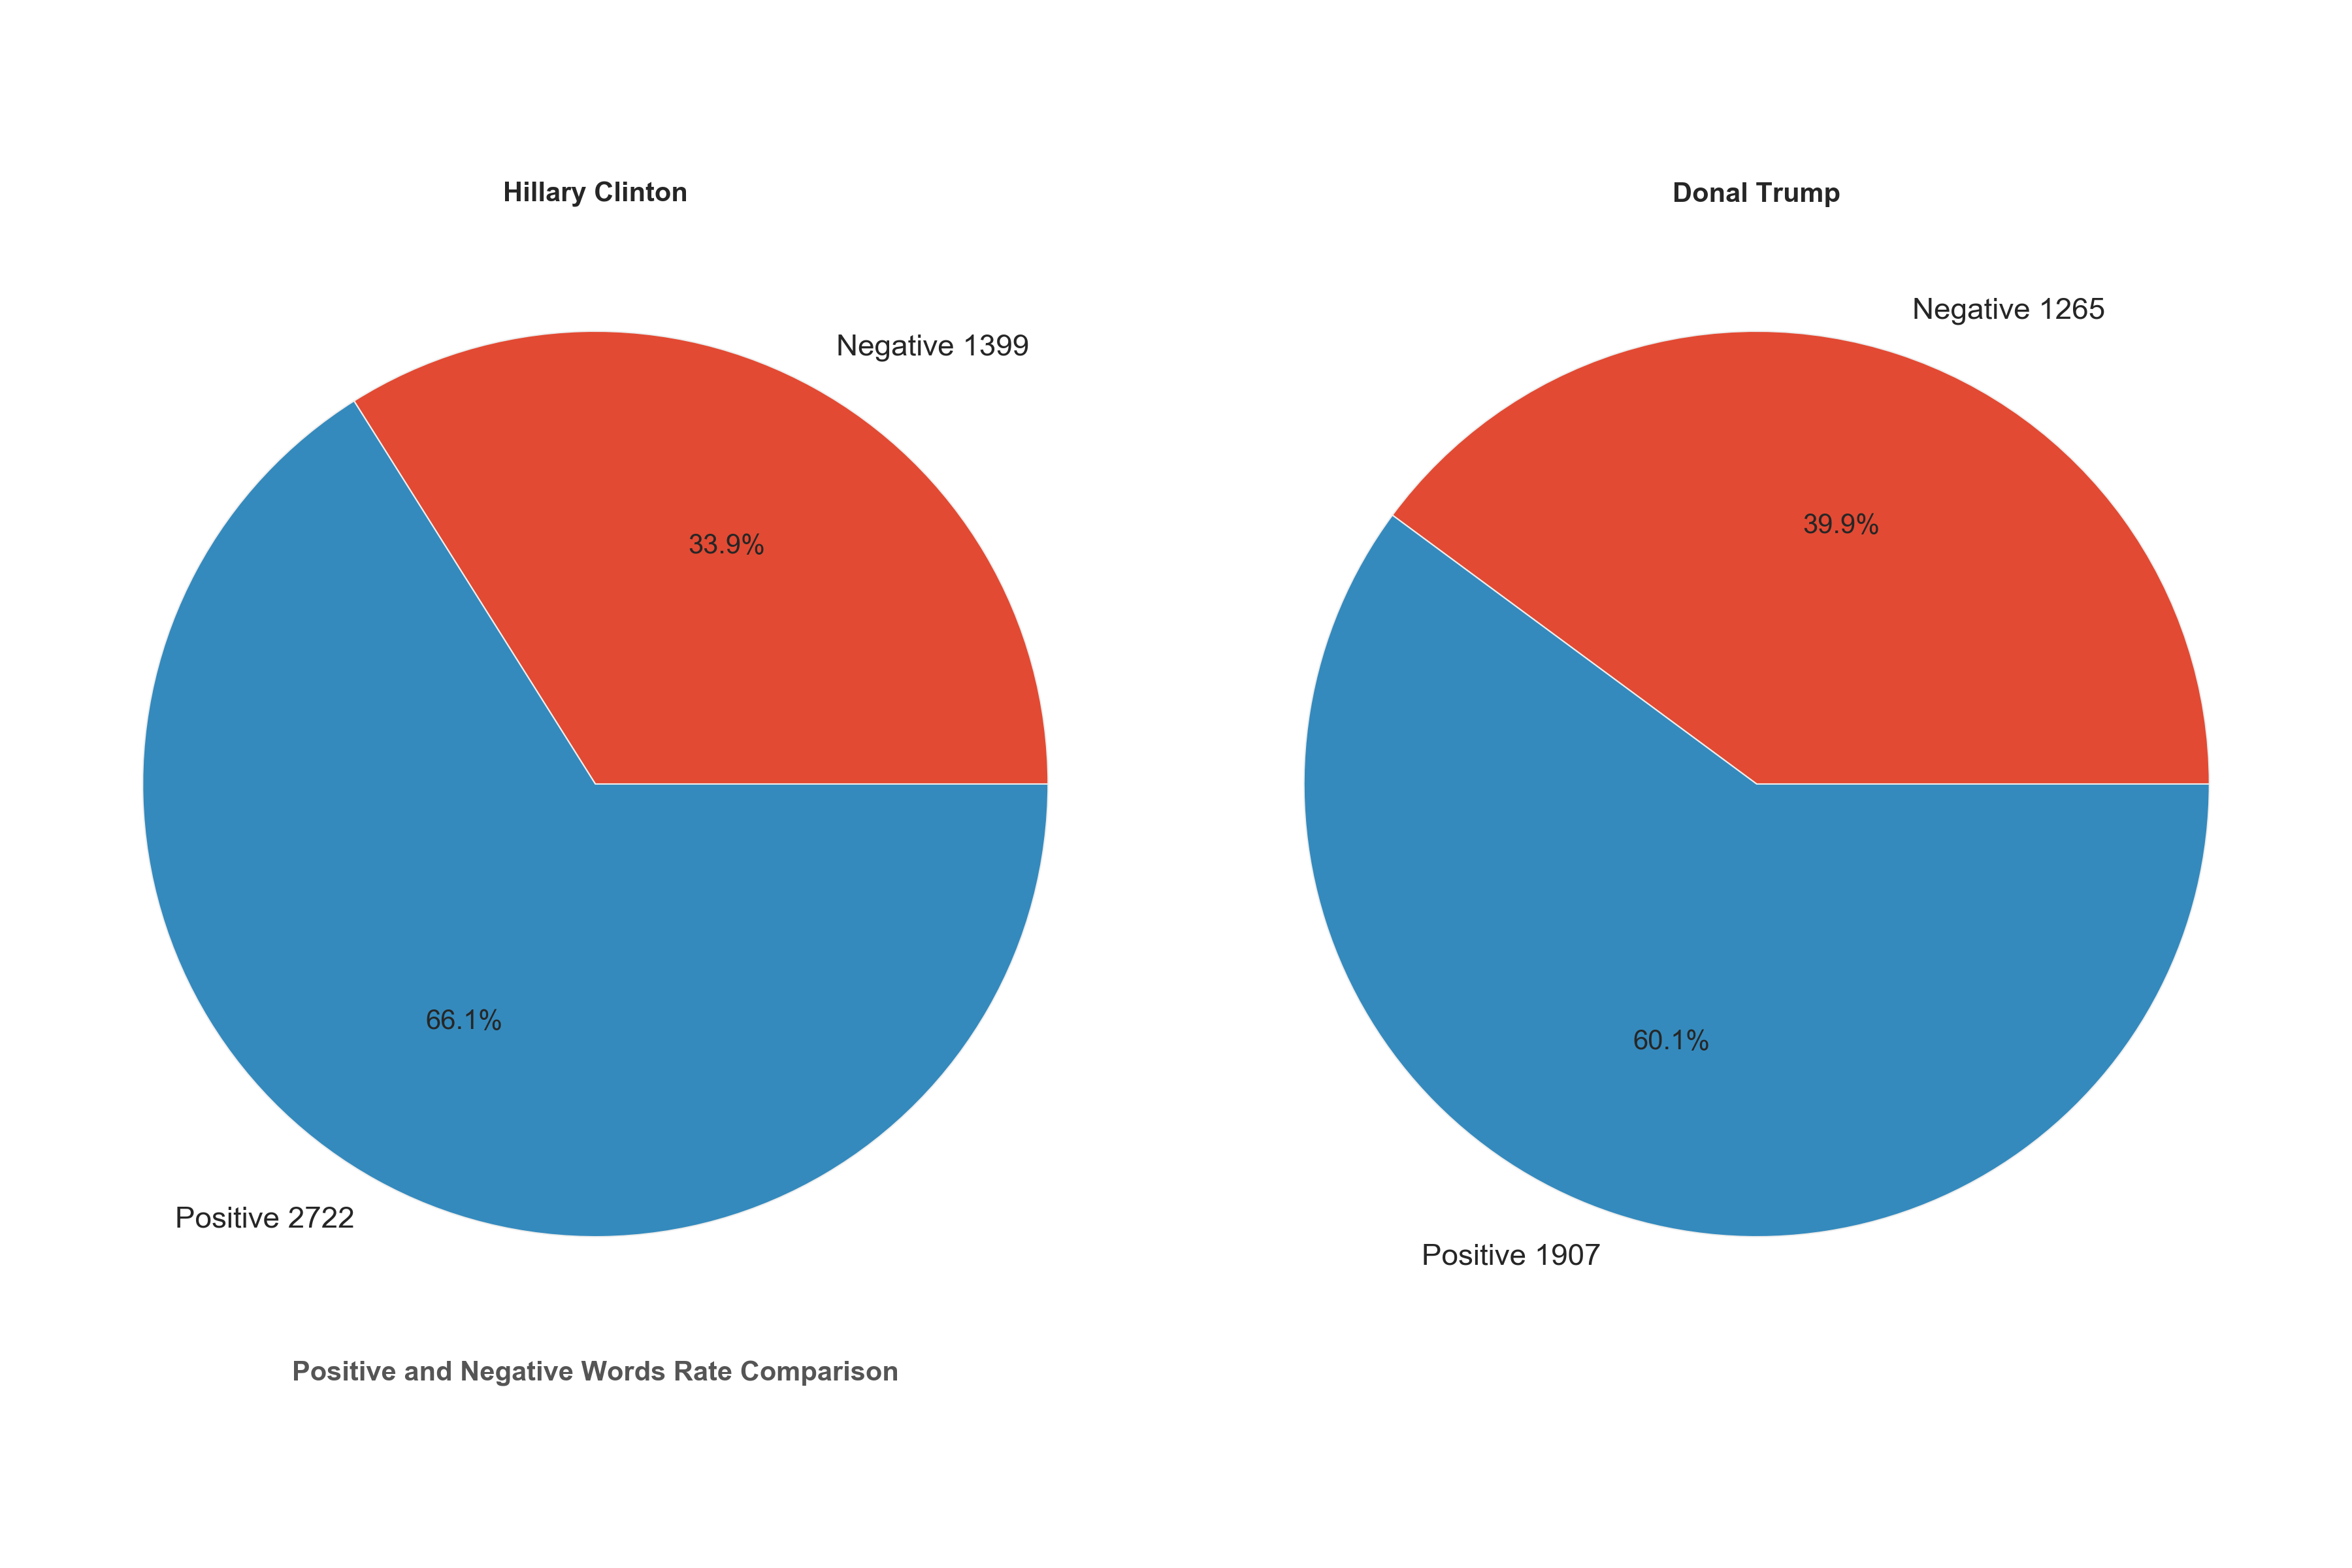 Hillary Clinton
Negative 1399
33.9%
66.1%
Positive 2722
Positive and Negative Words Rate Comparison
Donal Trump
Negative 1265
39.9%
60.1%
Positive 1907